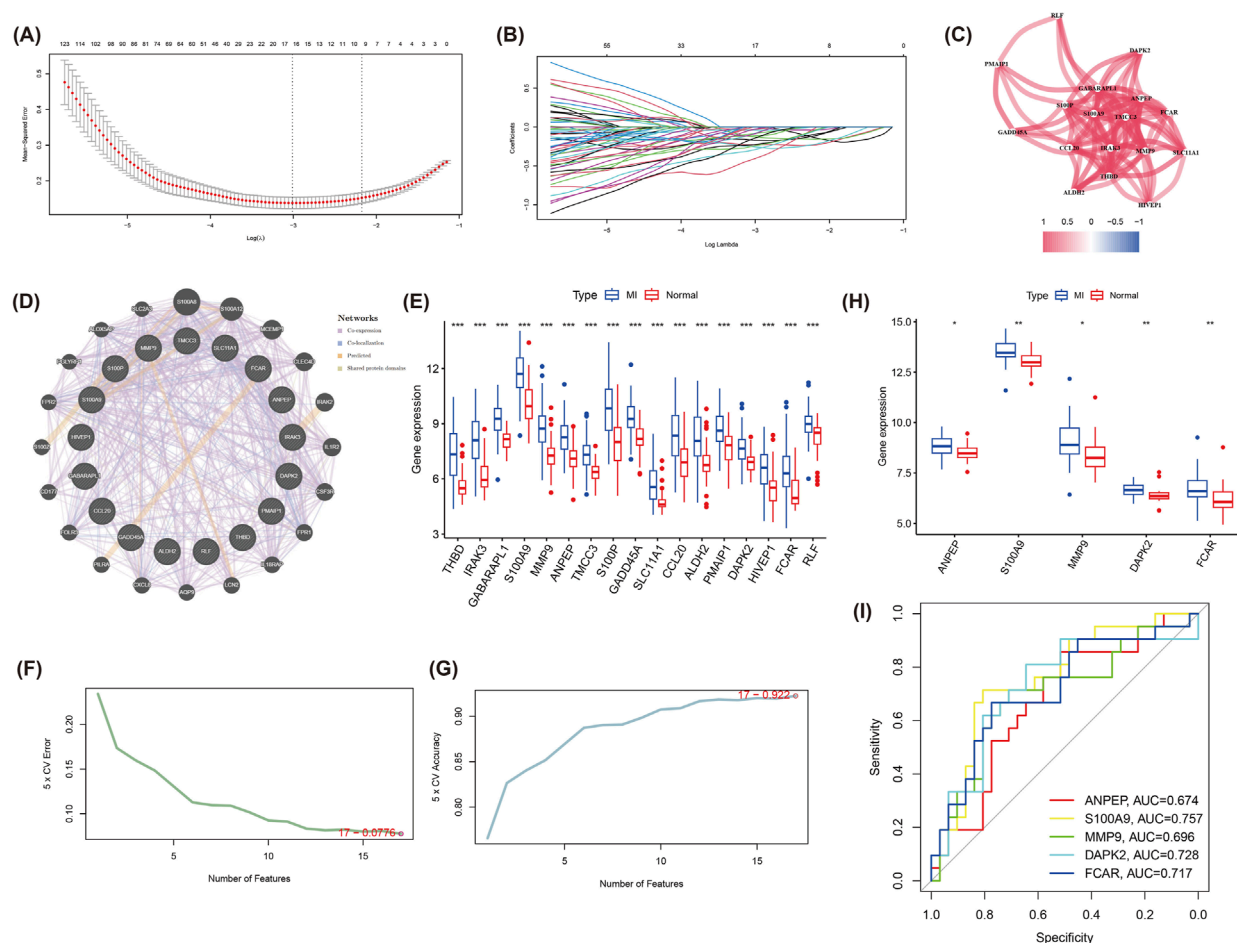 (A)
123 114 102 98 90 86 81 74 69 60 51 46 40 39 29 22 22 20 17 16 13 11 10 9 7 4 4 3 2 0
Mean-Squared Error
0.5
0.4
0.3
0.2
-5 -4 -3 -2 -1
Log(λ)
(B)
55 33 17 8 0
Coefficients
0.5
0.0
-0.5
-1.0
-6 -5 -4 -3 -2 -1
Log Lambda
(C)
RLF
DAPK2
PMAIP1
GABARAPL1
ANPEP
S100P
S100A9
TMCC3
FCAR
GADD45A
CCL20
IRAK3
MMP9
SLC11A1
THBD
ALDH2
HIVEP1
1 0.5 0 -0.5 -1
(D)
Networks
Co-expression
Co-localization
Predicted
Shared protein domains
S100A8
SLC2A3
S100A12
ALOX5AP
MCEMP1
TMCC3
MMP9
SLC11A1
PGLYRP1
CLEC4D
S100P
FCAR
FPR2
S100A9
ANPEP
IRAK2
S100Z
HIVEP1
IRAK3
IL1R2
CD177
GABARAPL1
DAPK2
CSF3R
FOLR3
CCL20
PMAIP1
FPR1
GADD45A
THBD
PILRA
ALDH2
RLF
IL18RAP
CXCL8
AQP9
LCN2
(E)
Type MI Normal
*** *** *** *** *** *** *** *** *** *** *** *** *** *** *** *** ***
Gene expression
12
9
6
3
THBD IRAK3 GABARAPL1 S100A9 MMP9 ANPEP TMCC3 S100P GADD45A SLC11A1 CCL20 ALDH2 PMAIP1 DAPK2 HIVEP1 FCAR RLF
(H)
Type MI Normal
* ** * ** **
Gene expression
15.0
12.5
10.0
7.5
5.0
ANPEP S100A9 MMP9 DAPK2 FCAR
(F)
5 x CV Error
0.20
0.15
0.10
17 - 0.0776
5 10 15
Number of Features
(G)
5 x CV Accuracy
0.90
0.85
0.80
17 - 0.922
5 10 15
Number of Features
(I)
Sensitivity
1.0
0.8
0.6
0.4
0.2
0.0
ANPEP, AUC=0.674
S100A9, AUC=0.757
MMP9, AUC=0.696
DAPK2, AUC=0.728
FCAR, AUC=0.717
1.0 0.8 0.6 0.4 0.2 0.0
Specificity